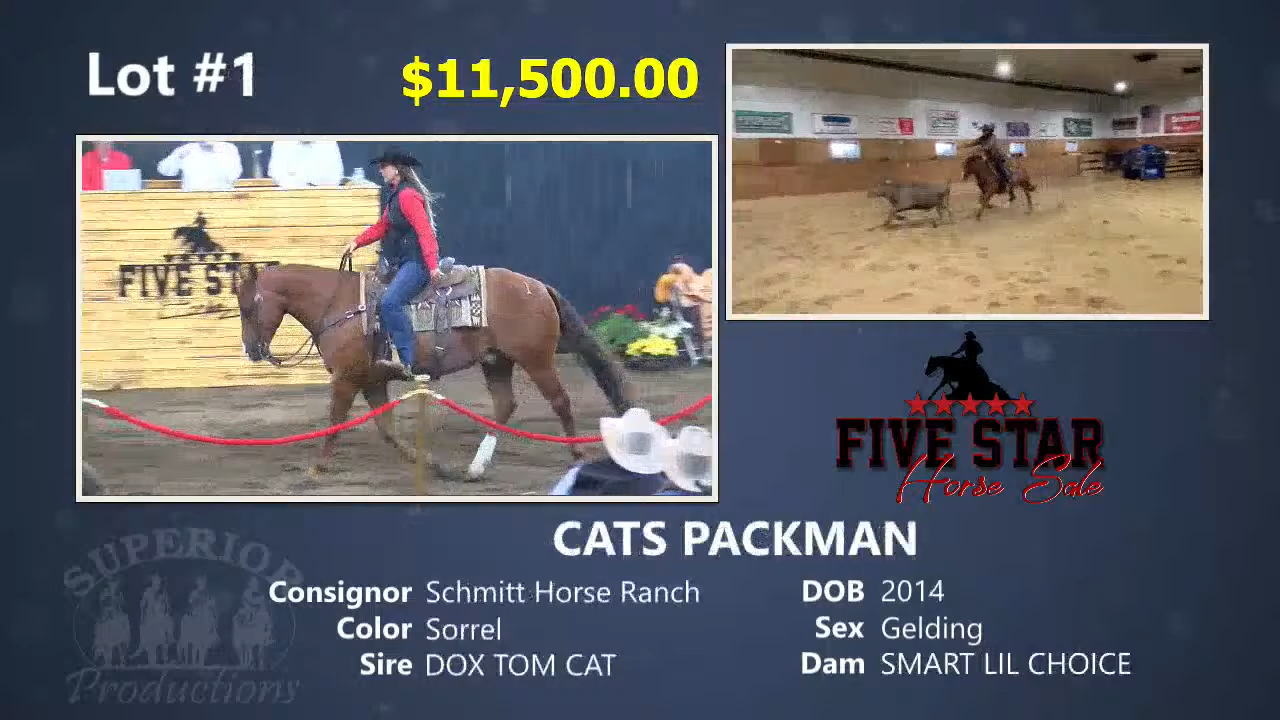 Lot #1
$11,500.00
FIVE STAR
FIVE STAR
Horse Sale
CATS PACKMAN
Consignor Schmitt Horse Ranch
DOB 2014
Color Sorrel
Sex Gelding
Sire DOX TOM CAT
Dam SMART LIL CHOICE
SUPERIOR
Productions